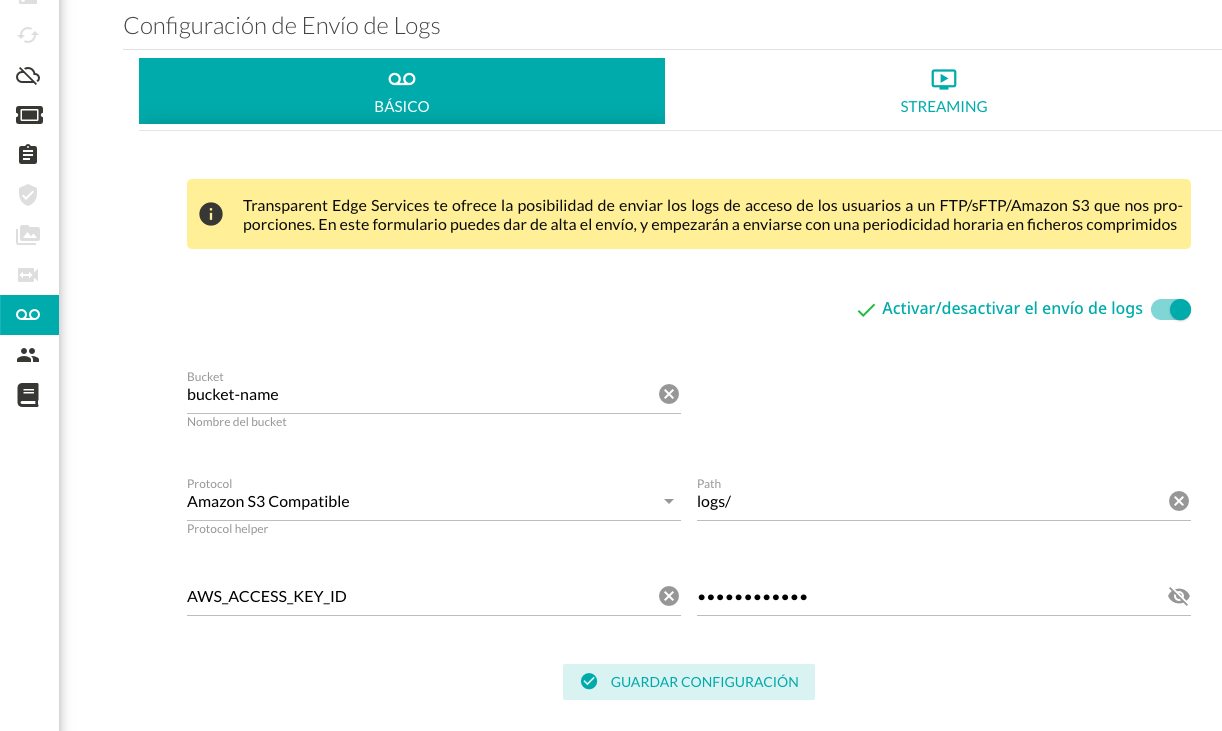 Configuración de Envío de Logs
BÁSICO
STREAMING
Transparent Edge Services te ofrece la posibilidad de enviar los logs de acceso de los usuarios a un FTP/sFTP/Amazon S3 que nos pro-
porciones. En este formulario puedes dar de alta el envío, y empezarán a enviarse con una periodicidad horaria en ficheros comprimidos
Activar/desactivar el envío de logs
Bucket
bucket-name
Nombre del bucket
Protocol
Amazon S3 Compatible
Protocol helper
Path
logs/
AWS_ACCESS_KEY_ID
••••••••••••
GUARDAR CONFIGURACIÓN